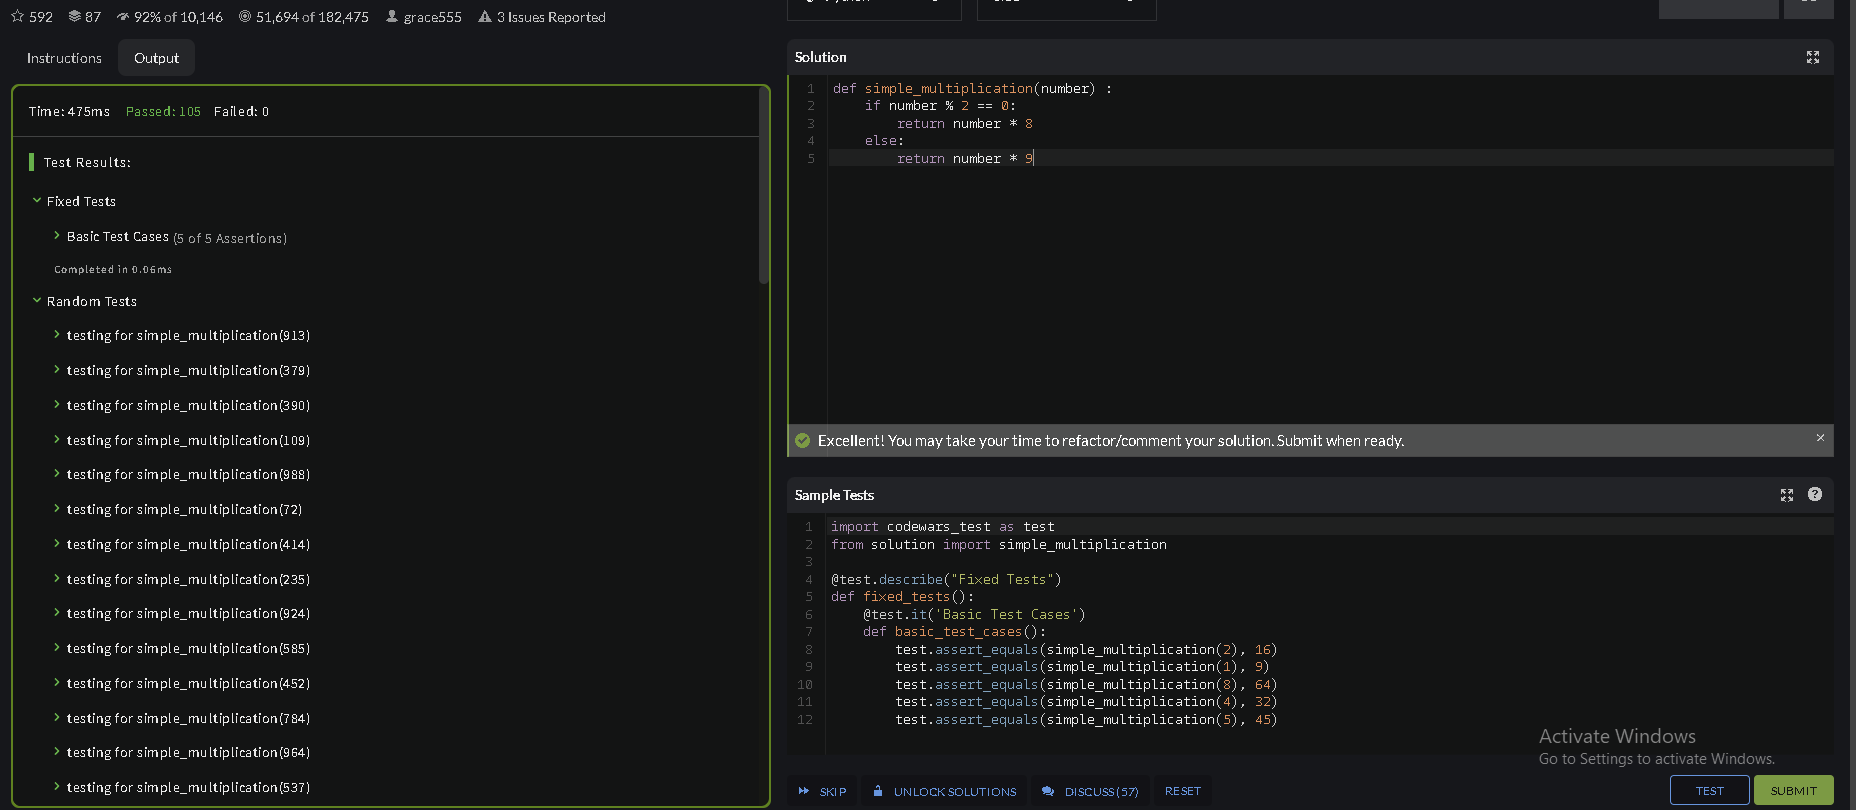 592 87 92% of 10,146 51,694 of 182,475 grace555 3 Issues Reported
Instructions Output
Time: 475ms Passed: 105 Failed: 0
Test Results:
Fixed Tests
Basic Test Cases (5 of 5 Assertions)
Completed in 0.06ms
Random Tests
testing for simple_multiplication(913)
testing for simple_multiplication(379)
testing for simple_multiplication(390)
testing for simple_multiplication(109)
testing for simple_multiplication(988)
testing for simple_multiplication(72)
testing for simple_multiplication(414)
testing for simple_multiplication(235)
testing for simple_multiplication(924)
testing for simple_multiplication(585)
testing for simple_multiplication(452)
testing for simple_multiplication(784)
testing for simple_multiplication(964)
testing for simple_multiplication(537)
Solution
1 def simple_multiplication(number) :
2 if number % 2 == 0:
3 return number * 8
4 else:
5 return number * 9
Excellent! You may take your time to refactor/comment your solution. Submit when ready.
Sample Tests
1 import codewars_test as test
2 from solution import simple_multiplication
3
4 @test.describe("Fixed Tests")
5 def fixed_tests():
6 @test.it('Basic Test Cases')
7 def basic_test_cases():
8 test.assert_equals(simple_multiplication(2), 16)
9 test.assert_equals(simple_multiplication(1), 9)
10 test.assert_equals(simple_multiplication(8), 64)
11 test.assert_equals(simple_multiplication(4), 32)
12 test.assert_equals(simple_multiplication(5), 45)
Activate Windows
Go to Settings to activate Windows.
SKIP UNLOCK SOLUTIONS DISCUSS (57) RESET TEST SUBMIT